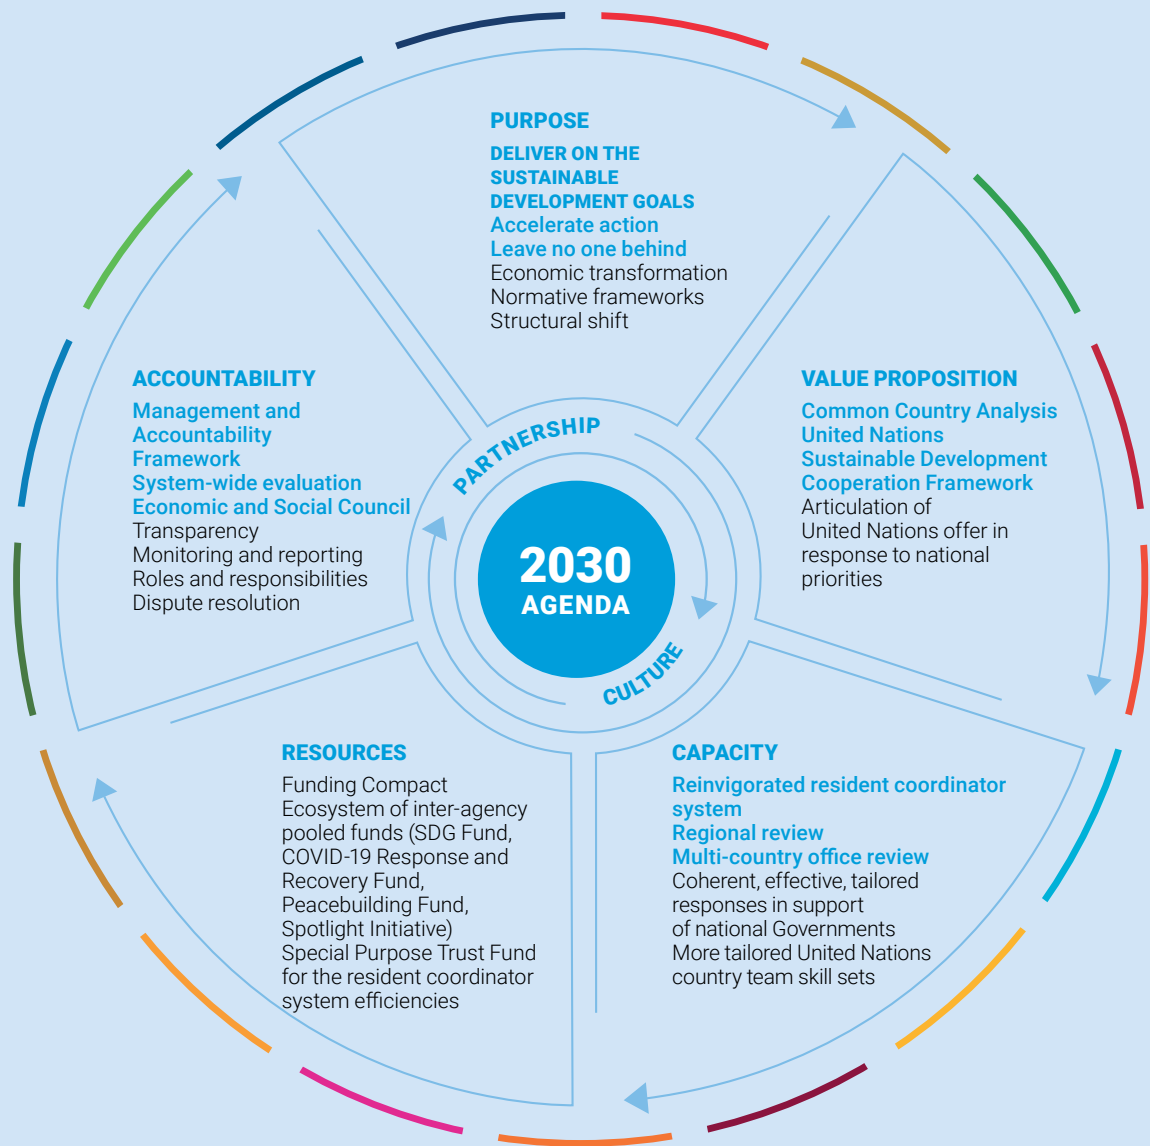 PURPOSE
DELIVER ON THE
SUSTAINABLE
DEVELOPMENT GOALS
Accelerate action
Leave no one behind
Economic transformation
Normative frameworks
Structural shift
ACCOUNTABILITY
Management and
Accountability
Framework
System-wide evaluation
Economic and Social Council
Transparency
Monitoring and reporting
Roles and responsibilities
Dispute resolution
VALUE PROPOSITION
Common Country Analysis
United Nations
Sustainable Development
Cooperation Framework
Articulation of
United Nations offer in
response to national
priorities
PARTNERSHIP
2030
AGENDA
CULTURE
RESOURCES
Funding Compact
Ecosystem of inter-agency
pooled funds (SDG Fund,
COVID-19 Response and
Recovery Fund,
Peacebuilding Fund,
Spotlight Initiative)
Special Purpose Trust Fund
for the resident coordinator
system efficiencies
CAPACITY
Reinvigorated resident coordinator
system
Regional review
Multi-country office review
Coherent, effective, tailored
responses in support
of national Governments
More tailored United Nations
country team skill sets